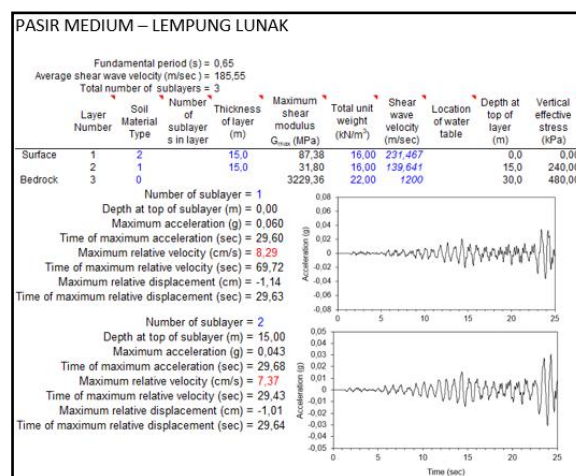 PASIR MEDIUM – LEMPUNG LUNAK
Fundamental period (s) = 0,65
Average shear wave velocity (m/sec) = 185,55
Total number of sublayers = 3
Layer Number Soil Material Type Number of sublayer s in layer Thickness of layer (m) Maximum shear modulus Gmax (MPa) Total unit weight (kN/m³) Shear wave velocity (m/sec) Location of water table Depth at top of layer (m) Vertical effective stress (kPa)
Surface 1 2 15,0 87,38 16,00 231,467 0,0 0,00
2 1 15,0 31,80 16,00 139,641 15,0 240,00
Bedrock 3 0 3229,36 22,00 1200 30,0 480,00
Number of sublayer = 1
Depth at top of sublayer (m) = 0,00
Maximum acceleration (g) = 0,060
Time of maximum acceleration (sec) = 29,60
Maximum relative velocity (cm/s) = 8,29
Time of maximum relative velocity (sec) = 69,72
Maximum relative displacement (cm) = -1,14
Time of maximum relative displacement (sec) = 29,63
Acceleration (g)
0,08
0,06
0,04
0,02
0
-0,02
-0,04
-0,06
-0,08
0 5 10 15 20 25
Number of sublayer = 2
Depth at top of sublayer (m) = 15,00
Maximum acceleration (g) = 0,043
Time of maximum acceleration (sec) = 29,68
Maximum relative velocity (cm/s) = 7,37
Time of maximum relative velocity (sec) = 29,43
Maximum relative displacement (cm) = -1,01
Time of maximum relative displacement (sec) = 29,64
Acceleration (g)
0,05
0,04
0,03
0,02
0,01
0
-0,01
-0,02
-0,03
-0,04
-0,05
0 5 10 15 20 25
Time (sec)